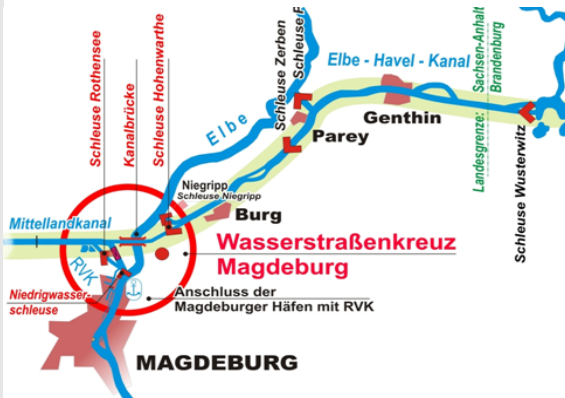 Schleuse Rothensee
Kanalbrücke
Schleuse Hohenwarthe
Schleuse Zerben
Schleuse P
Elbe - Havel - Kanal
Landesgrenze: Sachsen-Anhalt
Brandenburg
Elbe
Genthin
Parey
Schleuse Wusterwitz
Niegripp
Schleuse Niegripp
Burg
Mittellandkanal
Wasserstraßenkreuz
Magdeburg
RVK
Niedrigwasser-
schleuse
Anschluss der
Magdeburger Häfen mit RVK
MAGDEBURG